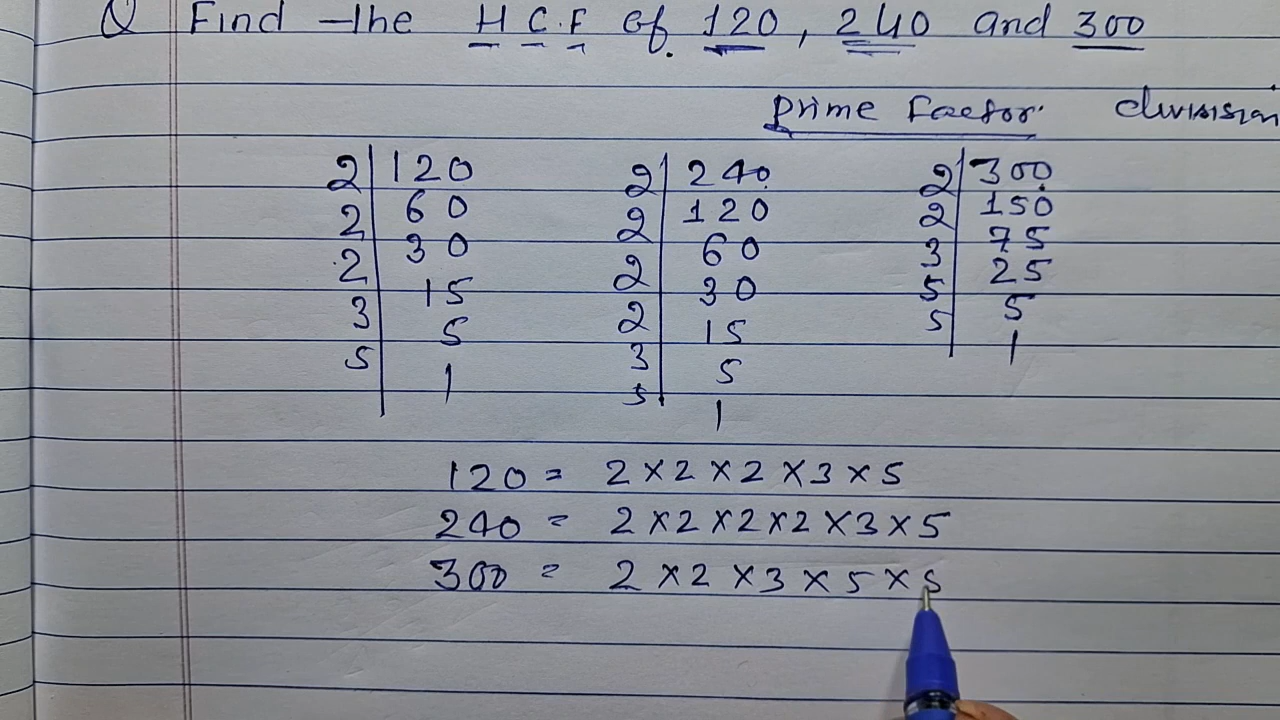 Q Find the H.C.F of 120, 240 and 300
Prime Factor division
2 | 120
2 | 60
2 | 30
3 | 15
5 | 5
1
2 | 240
2 | 120
2 | 60
2 | 30
3 | 15
5 | 5
1
2 | 300
2 | 150
3 | 75
5 | 25
5 | 5
1
120 = 2 × 2 × 2 × 3 × 5
240 = 2 × 2 × 2 × 2 × 3 × 5
300 = 2 × 2 × 3 × 5 × 5